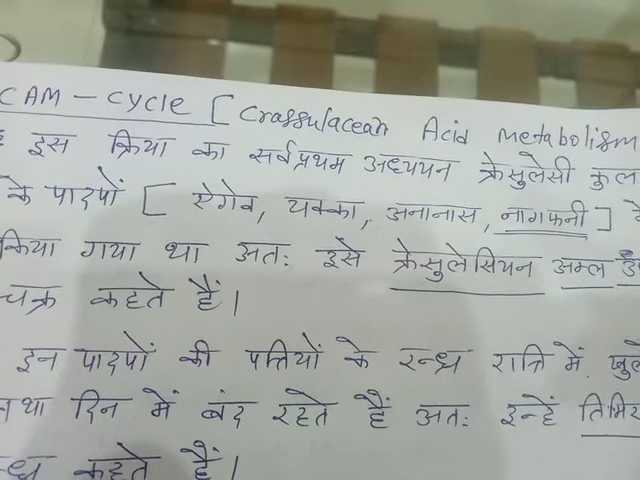 CAM - Cycle [ Crassulacean Acid Metabolism
इस क्रिया का सर्वप्रथम अध्ययन क्रेसुलेसी कुल
के पादपों [ ऐगेव, यक्का, अनानास, नागफनी ]
किया गया था अतः इसे क्रेसुलेसियन अम्ल
चक्र कहते हैं।
इन पादपों की पत्तियों के रन्ध्र रात्रि में खुले
तथा दिन में बंद रहते हैं अतः इन्हें
कहते हैं।